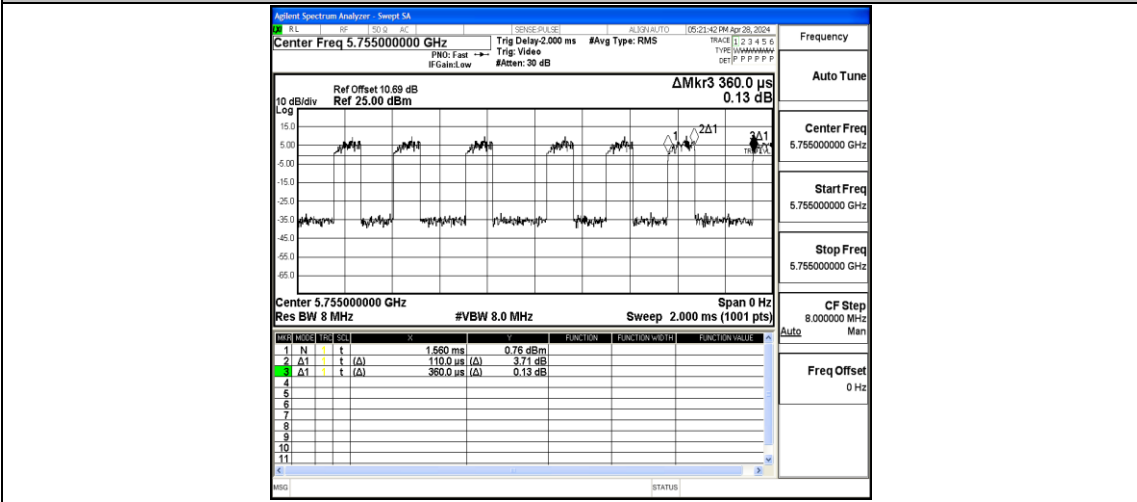 Agilent Spectrum Analyzer - Swept SA
RL RF 50 Ω AC SENSE:PULSE ALIGN AUTO 05:21:42 PM Apr 28, 2024
Center Freq 5.755000000 GHz Trig Delay-2.000 ms #Avg Type: RMS TRACE 1 2 3 4 5 6
PNO: Fast Trig: Video TYPE WWWWWW
IFGain:Low #Atten: 30 dB DET P P P P P P
ΔMkr3 360.0 µs
Ref Offset 10.69 dB
0.13 dB
10 dB/div Ref 25.00 dBm
Log
15.0
5.00
-5.00
-15.0
-25.0
-35.0
-45.0
-55.0
-65.0
1 2Δ1 3Δ1
Center 5.755000000 GHz Span 0 Hz
Res BW 8 MHz #VBW 8.0 MHz Sweep 2.000 ms (1001 pts)
MKR MODE TRC SCL X Y FUNCTION FUNCTION WIDTH FUNCTION VALUE
1 N 1 t 1.560 ms 0.76 dBm
2 Δ1 1 t (Δ) 110.0 µs (Δ) 3.71 dB
3 Δ1 1 t (Δ) 360.0 µs (Δ) 0.13 dB
4
5
6
7
8
9
10
11
MSG STATUS
Frequency
Auto Tune
Center Freq
5.755000000 GHz
Start Freq
5.755000000 GHz
Stop Freq
5.755000000 GHz
CF Step
8.000000 MHz
Auto Man
Freq Offset
0 Hz